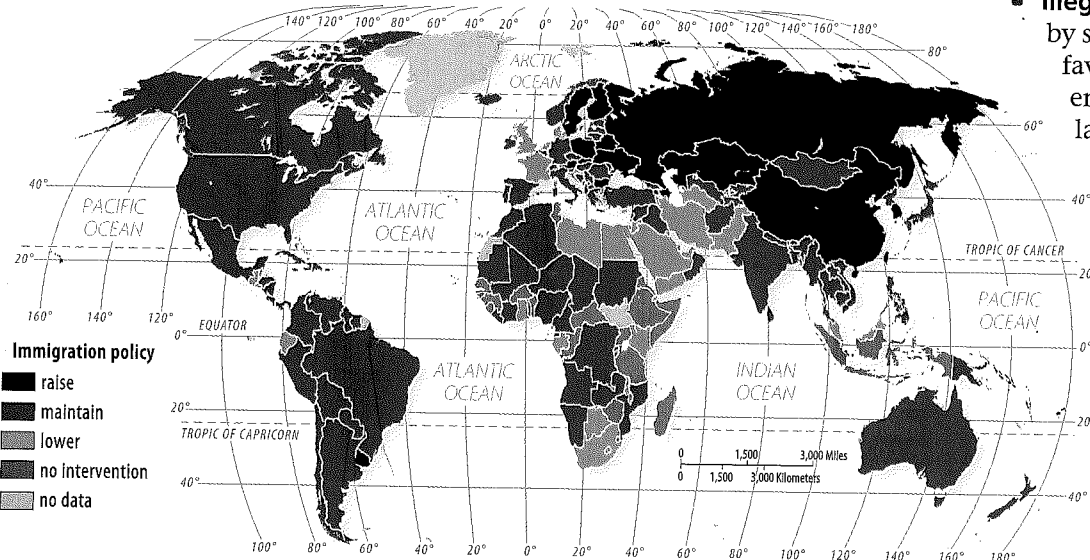 140° 120° 100° 80° 60° 40° 20° 0° 20° 40° 60° 80° 100° 120° 140° 160° 180°
80°
ARCTIC
OCEAN
60°
40°
40°
PACIFIC
OCEAN
ATLANTIC
OCEAN
TROPIC OF CANCER
20°
20
PACIFIC
OCEAN
160° 140° 120°
EQUATOR
0°
0°
Immigration policy
raise
maintain
lower
no intervention
no data
ATLANTIC
OCEAN
INDIAN
OCEAN
20°
TROPIC OF CAPRICORN
0 1,500 3,000 Miles
0 1,500 3,000 Kilometers
40°
40°
100° 80° 60° 40° 20° 0° 20° 40° 60° 80° 100° 120° 140° 160° 180°
by s
fav
er
la